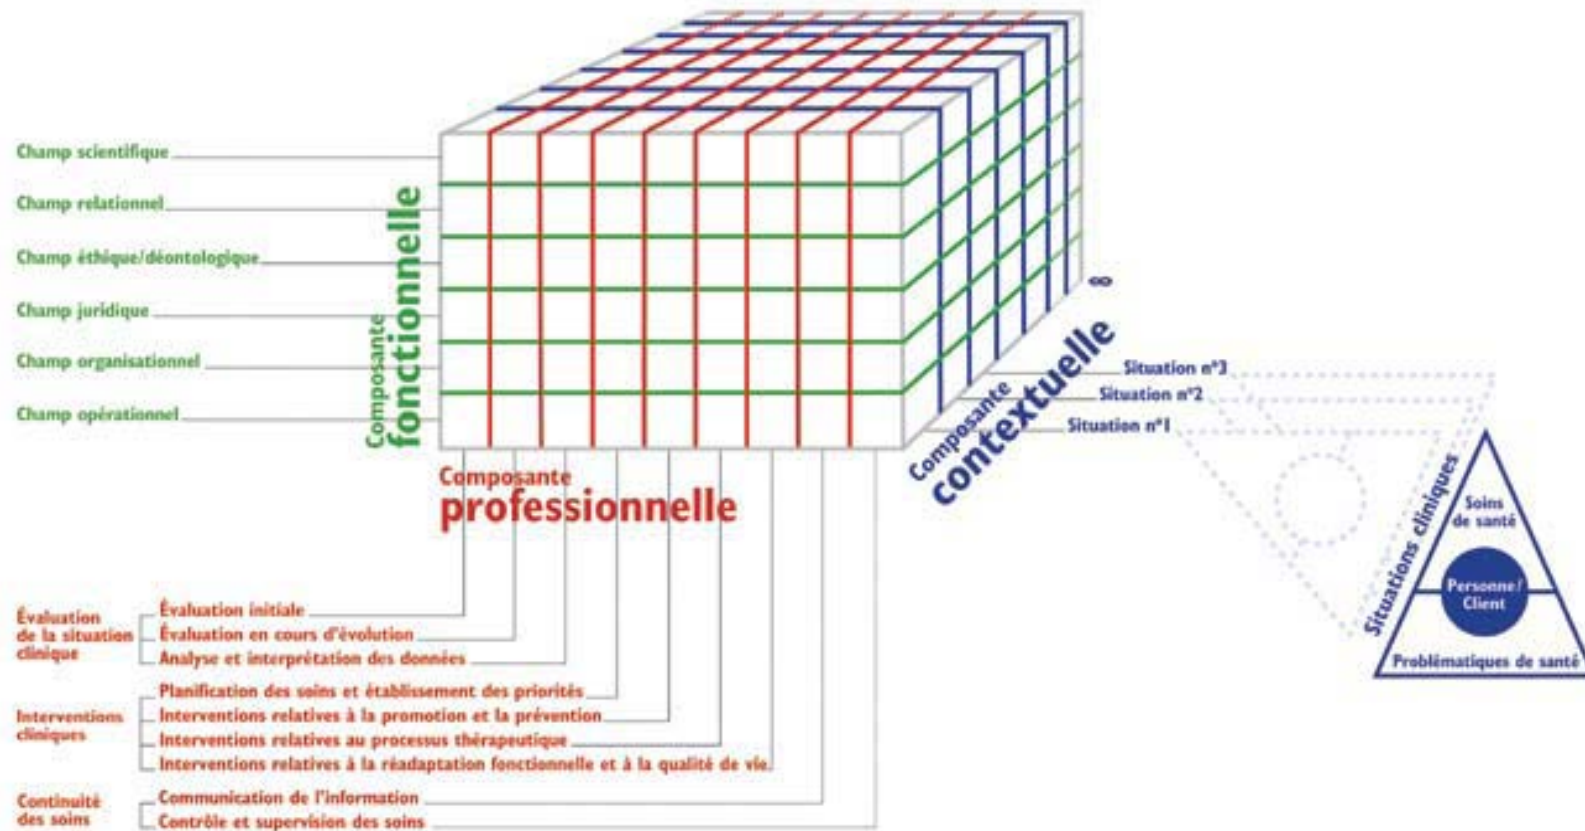 Champ scientifique
Champ relationnel
Champ éthique/déontologique
Champ juridique
Champ organisationnel
Champ opérationnel
Composante
fonctionnelle
Composante
professionnelle
Composante
contextuelle
∞
Situation n°3
Situation n°2
Situation n°1
Situations cliniques
Soins
de santé
Personne/
Client
Problématiques de santé
Évaluation
de la situation
clinique
Évaluation initiale
Évaluation en cours d'évolution
Analyse et interprétation des données
Interventions
cliniques
Planification des soins et établissement des priorités
Interventions relatives à la promotion et la prévention
Interventions relatives au processus thérapeutique
Interventions relatives à la réadaptation fonctionnelle et à la qualité de vie
Continuité
des soins
Communication de l'information
Contrôle et supervision des soins